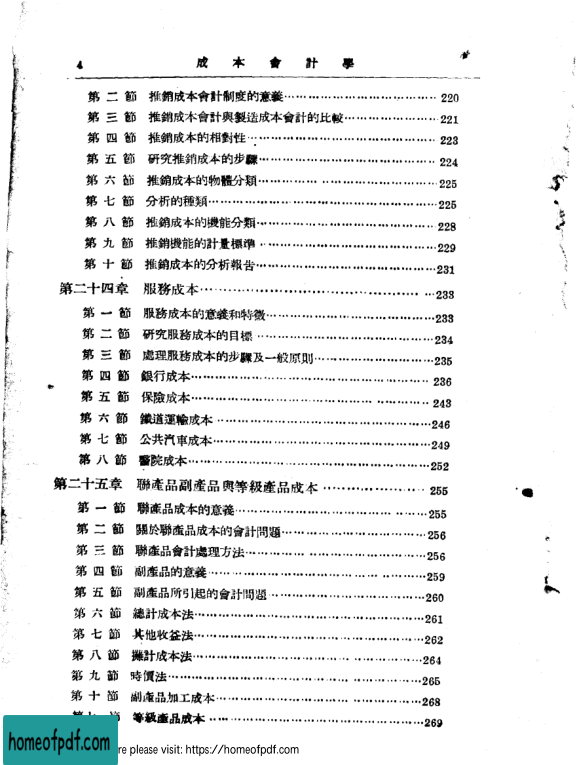 4 成本會計學
第二節 推銷成本會計制度的意義 220
第三節 推銷成本會計與製造成本會計的比較 221
第四節 推銷成本的相對性 223
第五節 研究推銷成本的步驟 224
第六節 推銷成本的物體分類 225
第七節 分析的種類 225
第八節 推銷成本的機能分類 228
第九節 推銷機能的計量標準 229
第十節 推銷成本的分析報告 231
第二十四章 服務成本 233
第一節 服務成本的意義和特徵 233
第二節 研究服務成本的目標 234
第三節 處理服務成本的步驟及一般原則 235
第四節 銀行成本 236
第五節 保險成本 243
第六節 鐵道運輸成本 246
第七節 公共汽車成本 249
第八節 醫院成本 252
第二十五章 聯產品副產品與等級產品成本 255
第一節 聯產品成本的意義 255
第二節 關於聯產品成本的會計問題 256
第三節 聯產品會計處理方法 256
第四節 副產品的意義 259
第五節 副產品所引起的會計問題 260
第六節 總計成本法 261
第七節 其他收益法 262
第八節 攤計成本法 264
第九節 時價法 265
第十節 副產品加工成本 268
節 等級產品成本 269
homeofpdf.com
re please visit: https://homeofpdf.com